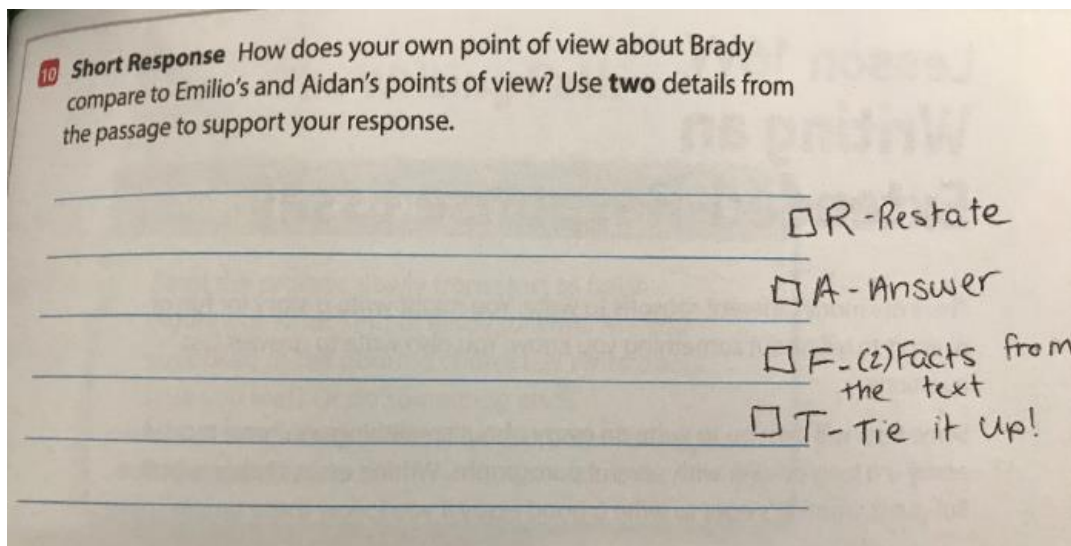 10 Short Response How does your own point of view about Brady
compare to Emilio's and Aidan's points of view? Use two details from
the passage to support your response.
R - Restate
A - Answer
F - (2) Facts from
the text
T - Tie it up!